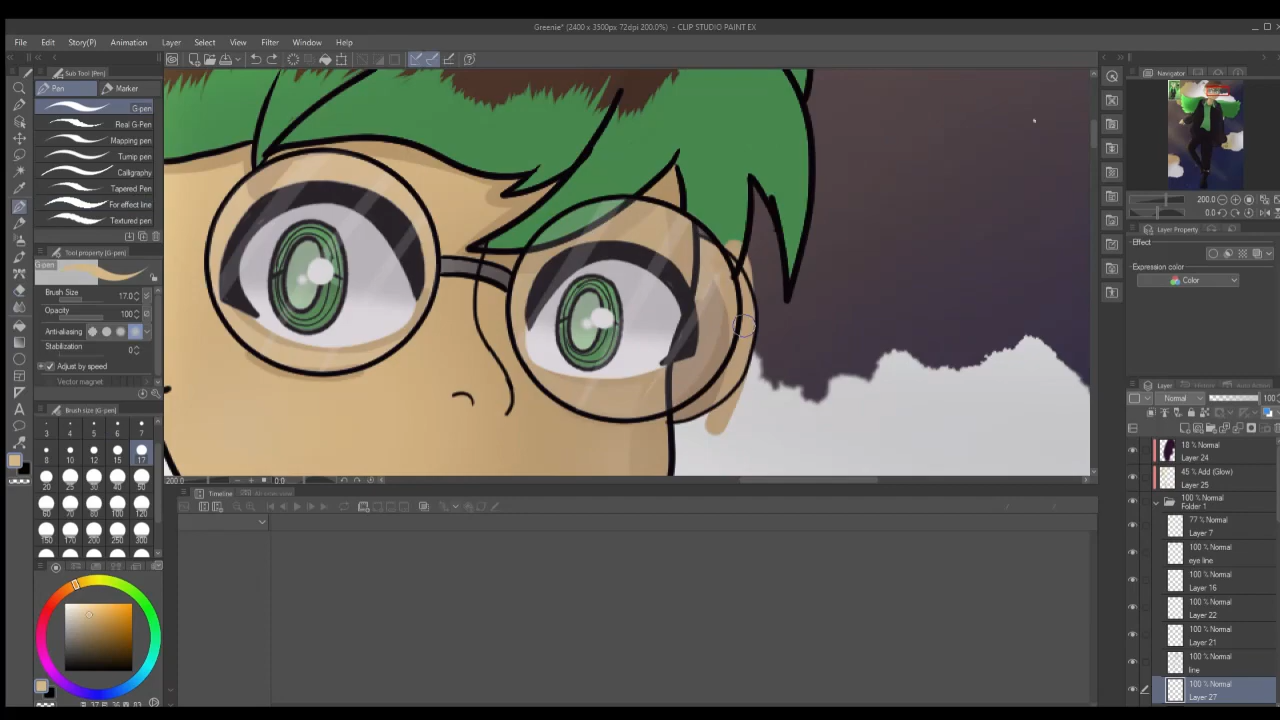 Greenie* (2400 x 3500px 72dpi 200.0%) - CLIP STUDIO PAINT EX
File Edit Story(P) Animation Layer Select View Filter Window Help
Sub Tool [Pen]
Pen Marker
G-pen
Real G-Pen
Mapping pen
Turnip pen
Calligraphy
Tapered Pen
For effect line
Textured pen
Tool property [G-pen]
G-pen
Brush Size 17.0
Opacity 100
Anti-aliasing
Stabilization 0
Adjust by speed
Vector magnet
Brush size [G-pen]
3 4 5 6 7
8 10 12 15 17
20 25 30 40 50
60 70 80 100 120
150 170 200 250 300
200.0 0.0
Timeline
Navigator
200.0
0.0
Layer Property
Effect
Expression color
Color
Layer
Normal 100
18 % Normal
Layer 24
45 % Add (Glow)
Layer 25
100 % Normal
Folder 1
77 % Normal
Layer 7
100 % Normal
eye line
100 % Normal
Layer 16
100 % Normal
Layer 22
100 % Normal
Layer 21
100 % Normal
line
100 % Normal
Layer 27